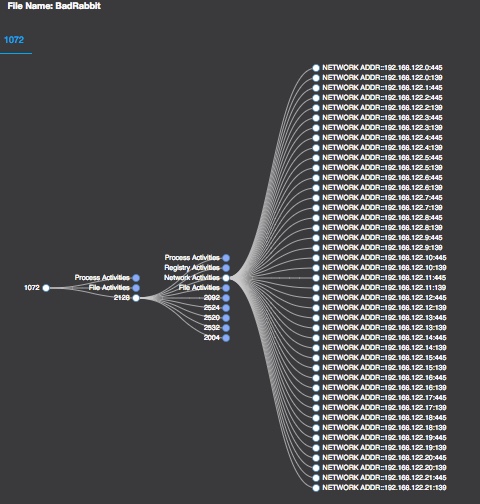 File Name: BadRabbit
1072
1072
Process Activities
File Activities
2128
Process Activities
Registry Activities
Network Activities
File Activities
2092
2524
2520
2532
2004
NETWORK ADDR::192.168.122.0:445
NETWORK ADDR::192.168.122.0:139
NETWORK ADDR::192.168.122.1:445
NETWORK ADDR::192.168.122.2:445
NETWORK ADDR::192.168.122.2:139
NETWORK ADDR::192.168.122.3:445
NETWORK ADDR::192.168.122.3:139
NETWORK ADDR::192.168.122.4:445
NETWORK ADDR::192.168.122.4:139
NETWORK ADDR::192.168.122.5:445
NETWORK ADDR::192.168.122.5:139
NETWORK ADDR::192.168.122.6:445
NETWORK ADDR::192.168.122.6:139
NETWORK ADDR::192.168.122.7:445
NETWORK ADDR::192.168.122.7:139
NETWORK ADDR::192.168.122.8:445
NETWORK ADDR::192.168.122.8:139
NETWORK ADDR::192.168.122.9:445
NETWORK ADDR::192.168.122.9:139
NETWORK ADDR::192.168.122.10:445
NETWORK ADDR::192.168.122.10:139
NETWORK ADDR::192.168.122.11:445
NETWORK ADDR::192.168.122.11:139
NETWORK ADDR::192.168.122.12:445
NETWORK ADDR::192.168.122.12:139
NETWORK ADDR::192.168.122.13:445
NETWORK ADDR::192.168.122.13:139
NETWORK ADDR::192.168.122.14:445
NETWORK ADDR::192.168.122.14:139
NETWORK ADDR::192.168.122.15:445
NETWORK ADDR::192.168.122.15:139
NETWORK ADDR::192.168.122.16:445
NETWORK ADDR::192.168.122.16:139
NETWORK ADDR::192.168.122.17:445
NETWORK ADDR::192.168.122.17:139
NETWORK ADDR::192.168.122.18:445
NETWORK ADDR::192.168.122.18:139
NETWORK ADDR::192.168.122.19:445
NETWORK ADDR::192.168.122.19:139
NETWORK ADDR::192.168.122.20:445
NETWORK ADDR::192.168.122.20:139
NETWORK ADDR::192.168.122.21:445
NETWORK ADDR::192.168.122.21:139